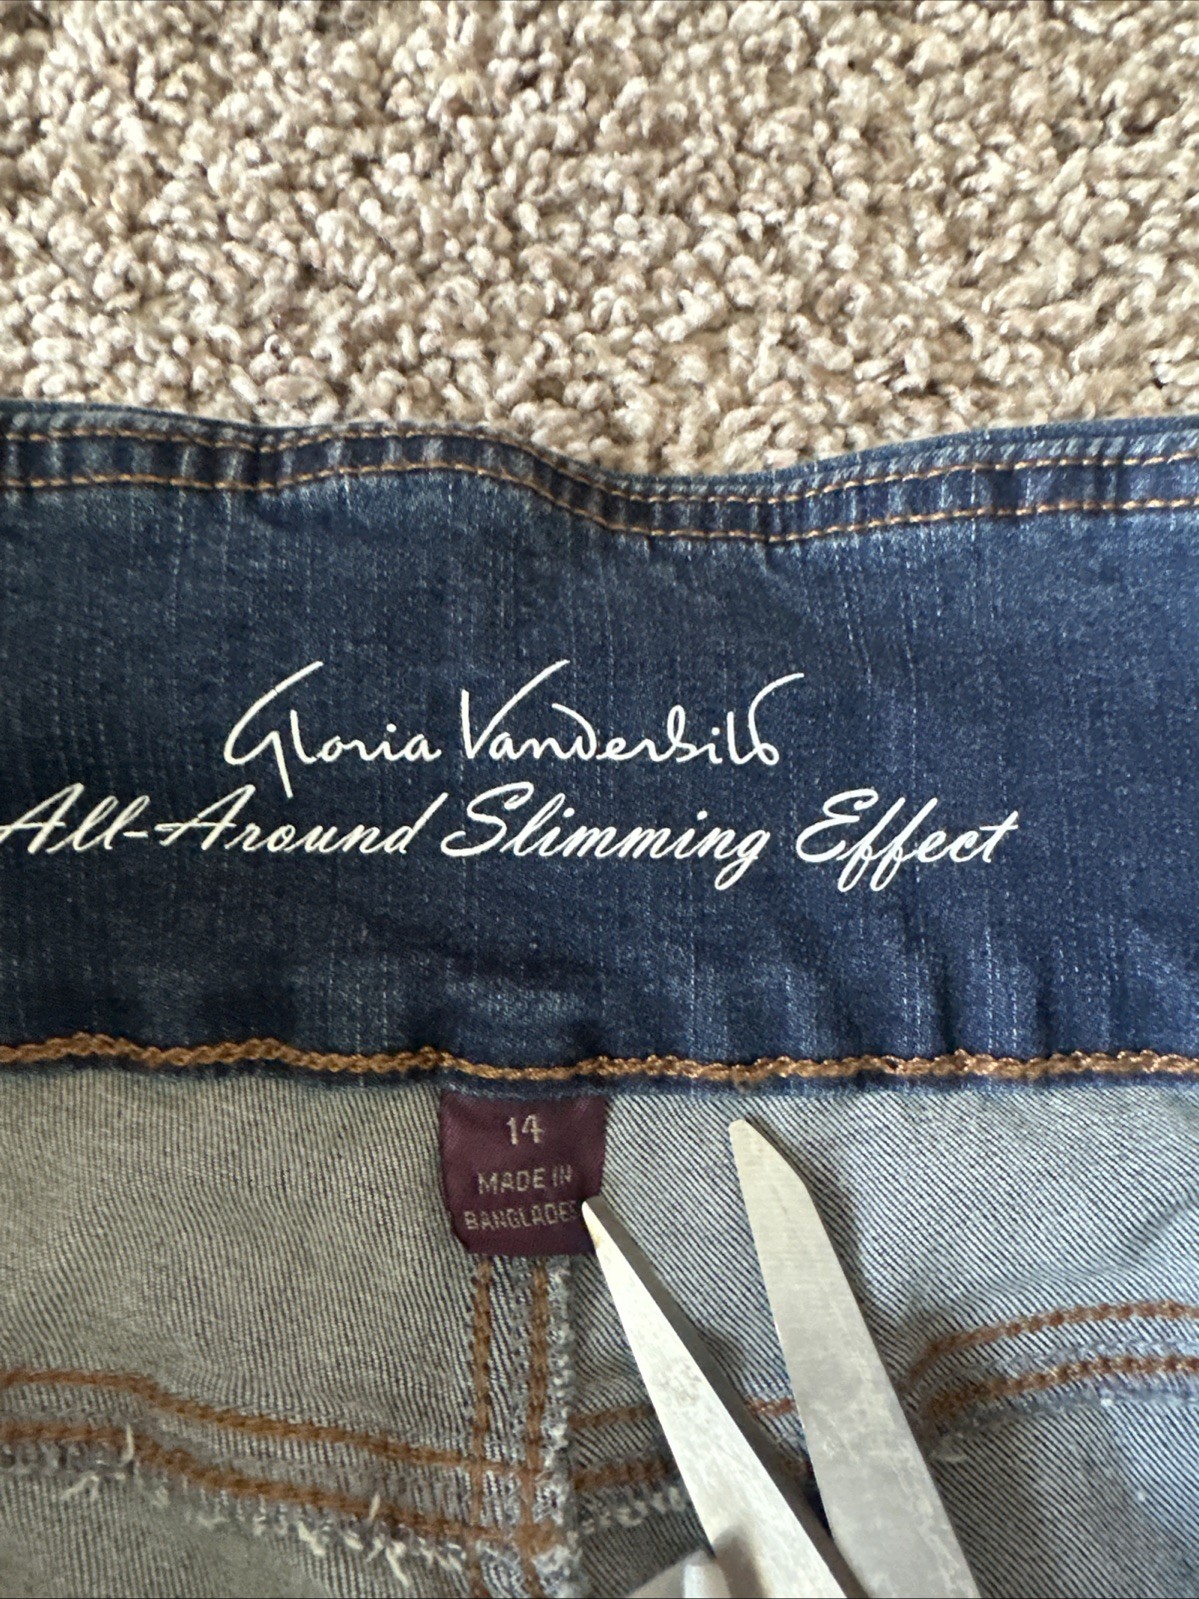 Gloria Vanderbilt
All-Around Slimming Effect
14
MADE IN